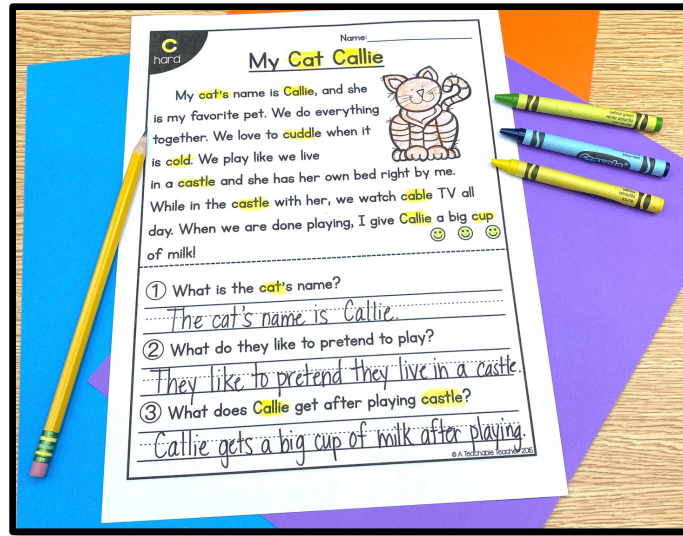 c
hard
Name:
My Cat Callie
My cat's name is Callie, and she
is my favorite pet. We do everything
together. We love to cuddle when it
is cold. We play like we live
in a castle and she has her own bed right by me.
While in the castle with her, we watch cable TV all
day. When we are done playing, I give Callie a big cup
of milk!
1 What is the cat's name?
The cat's name is Callie.
2 What do they like to pretend to play?
They like to pretend they live in a castle.
3 What does Callie get after playing castle?
Callie gets a big cup of milk after playing.
© A Teachable Teacher 2015
yellow green
Crayola